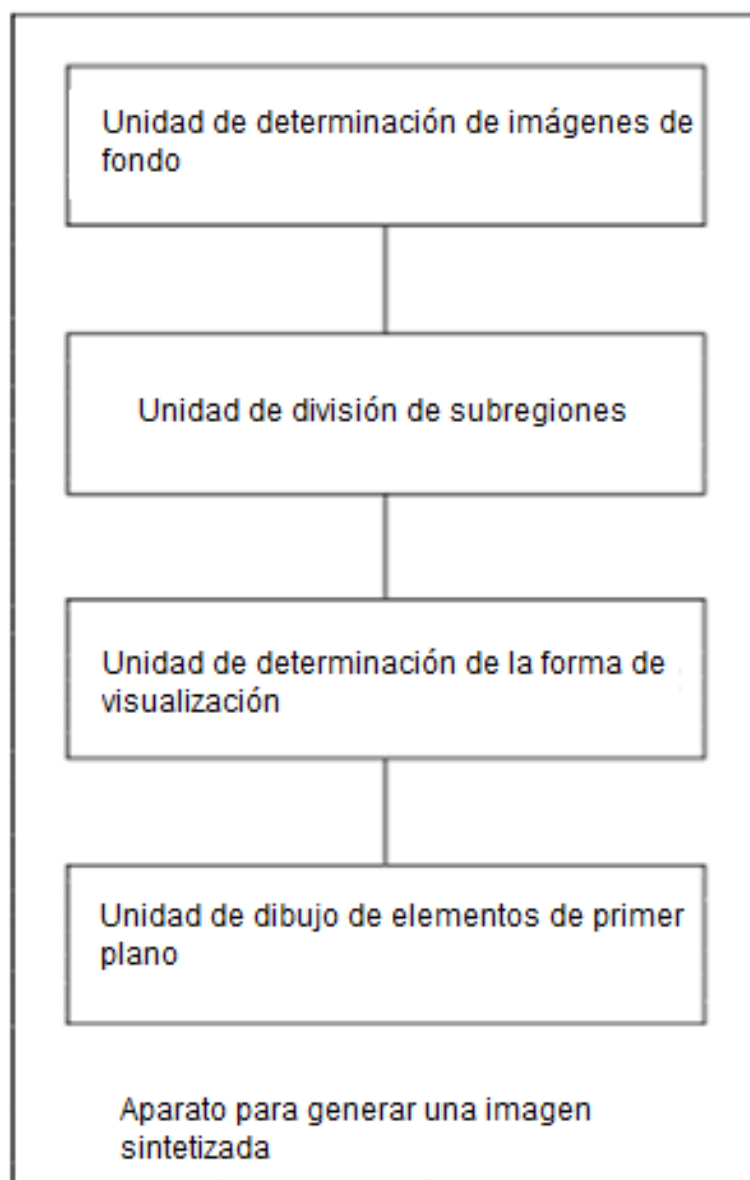 Unidad de determinación de imágenes de
fondo
Unidad de división de subregiones
Unidad de determinación de la forma de
visualización
Unidad de dibujo de elementos de primer
plano
Aparato para generar una imagen
sintetizada